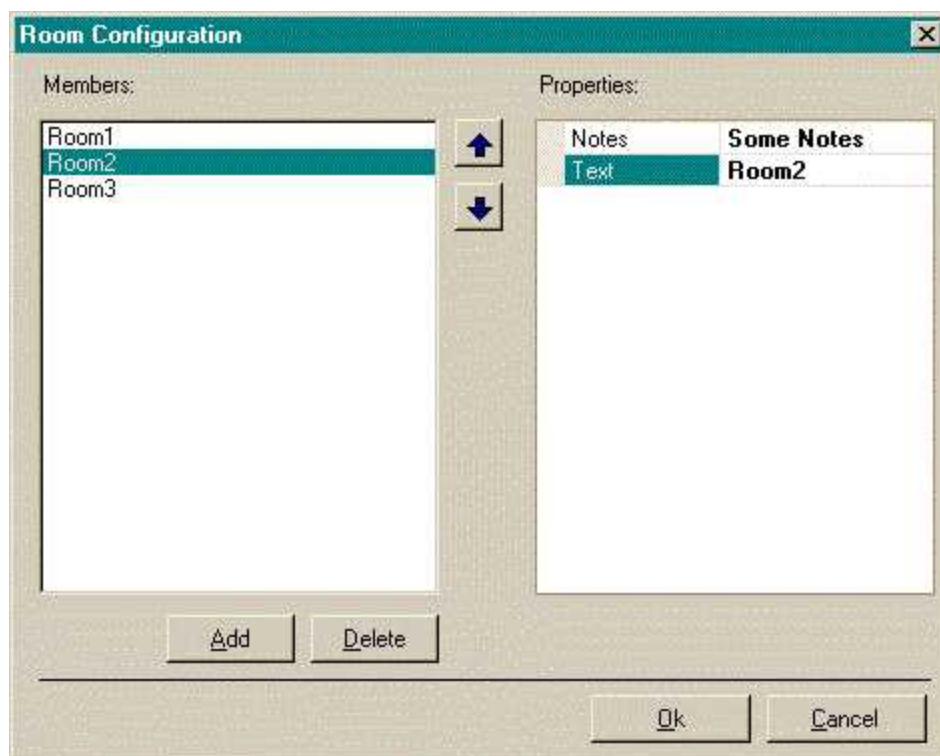 Room Configuration
Members:
Properties:
Room1
Room2
Room3
Notes Some Notes
Text Room2
Add Delete
Ok Cancel